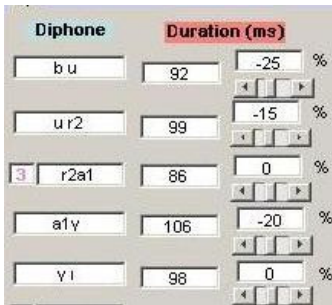 Diphone Duration (ms)
b u 92 -25 %
u r2 99 -15 %
3 r2a1 86 0 %
a1y 106 -20 %
y ı 98 0 %